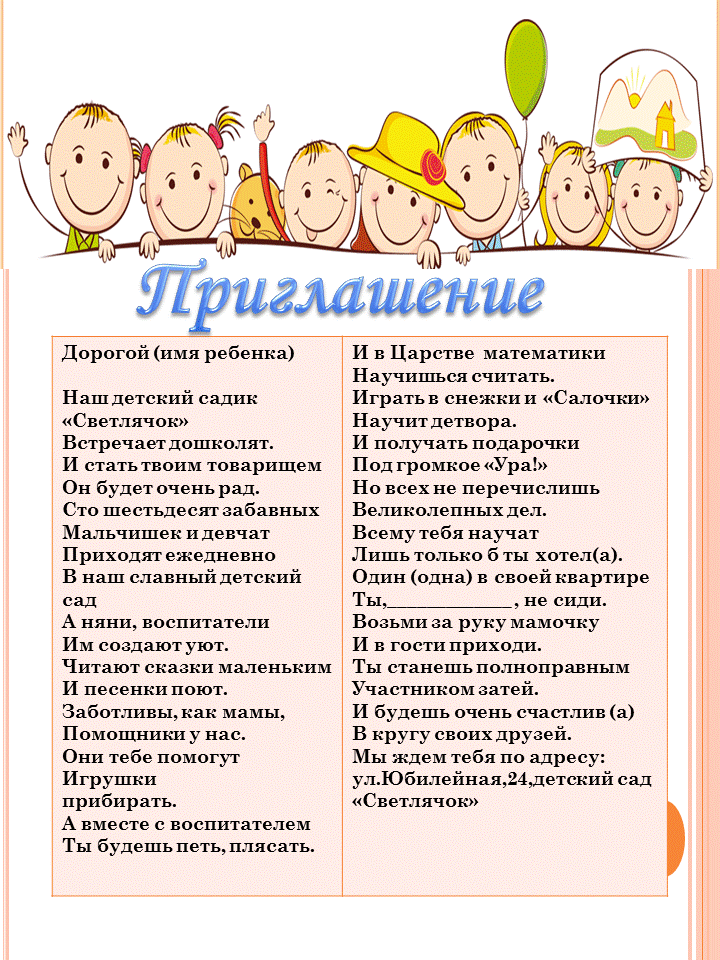 Приглашение
Дорогой (имя ребенка)
Наш детский садик
«Светлячок»
Встречает дошколят.
И стать твоим товарищем
Он будет очень рад.
Сто шестьдесят забавных
Мальчишек и девчат
Приходят ежедневно
В наш славный детский
сад
А няни, воспитатели
Им создают уют.
Читают сказки маленьким
И песенки поют.
Заботливы, как мамы,
Помощники у нас.
Они тебе помогут
Игрушки
прибирать.
А вместе с воспитателем
Ты будешь петь, плясать.
И в Царстве математики
Научишься считать.
Играть в снежки и «Салочки»
Научит детвора.
И получать подарочки
Под громкое «Ура!»
Но всех не перечислишь
Великолепных дел.
Всему тебя научат
Лишь только б ты хотел(а).
Один (одна) в своей квартире
Ты,_____________, не сиди.
Возьми за руку мамочку
И в гости приходи.
Ты станешь полноправным
Участником затей.
И будешь очень счастлив (а)
В кругу своих друзей.
Мы ждем тебя по адресу:
ул.Юбилейная,24,детский сад
«Светлячок»